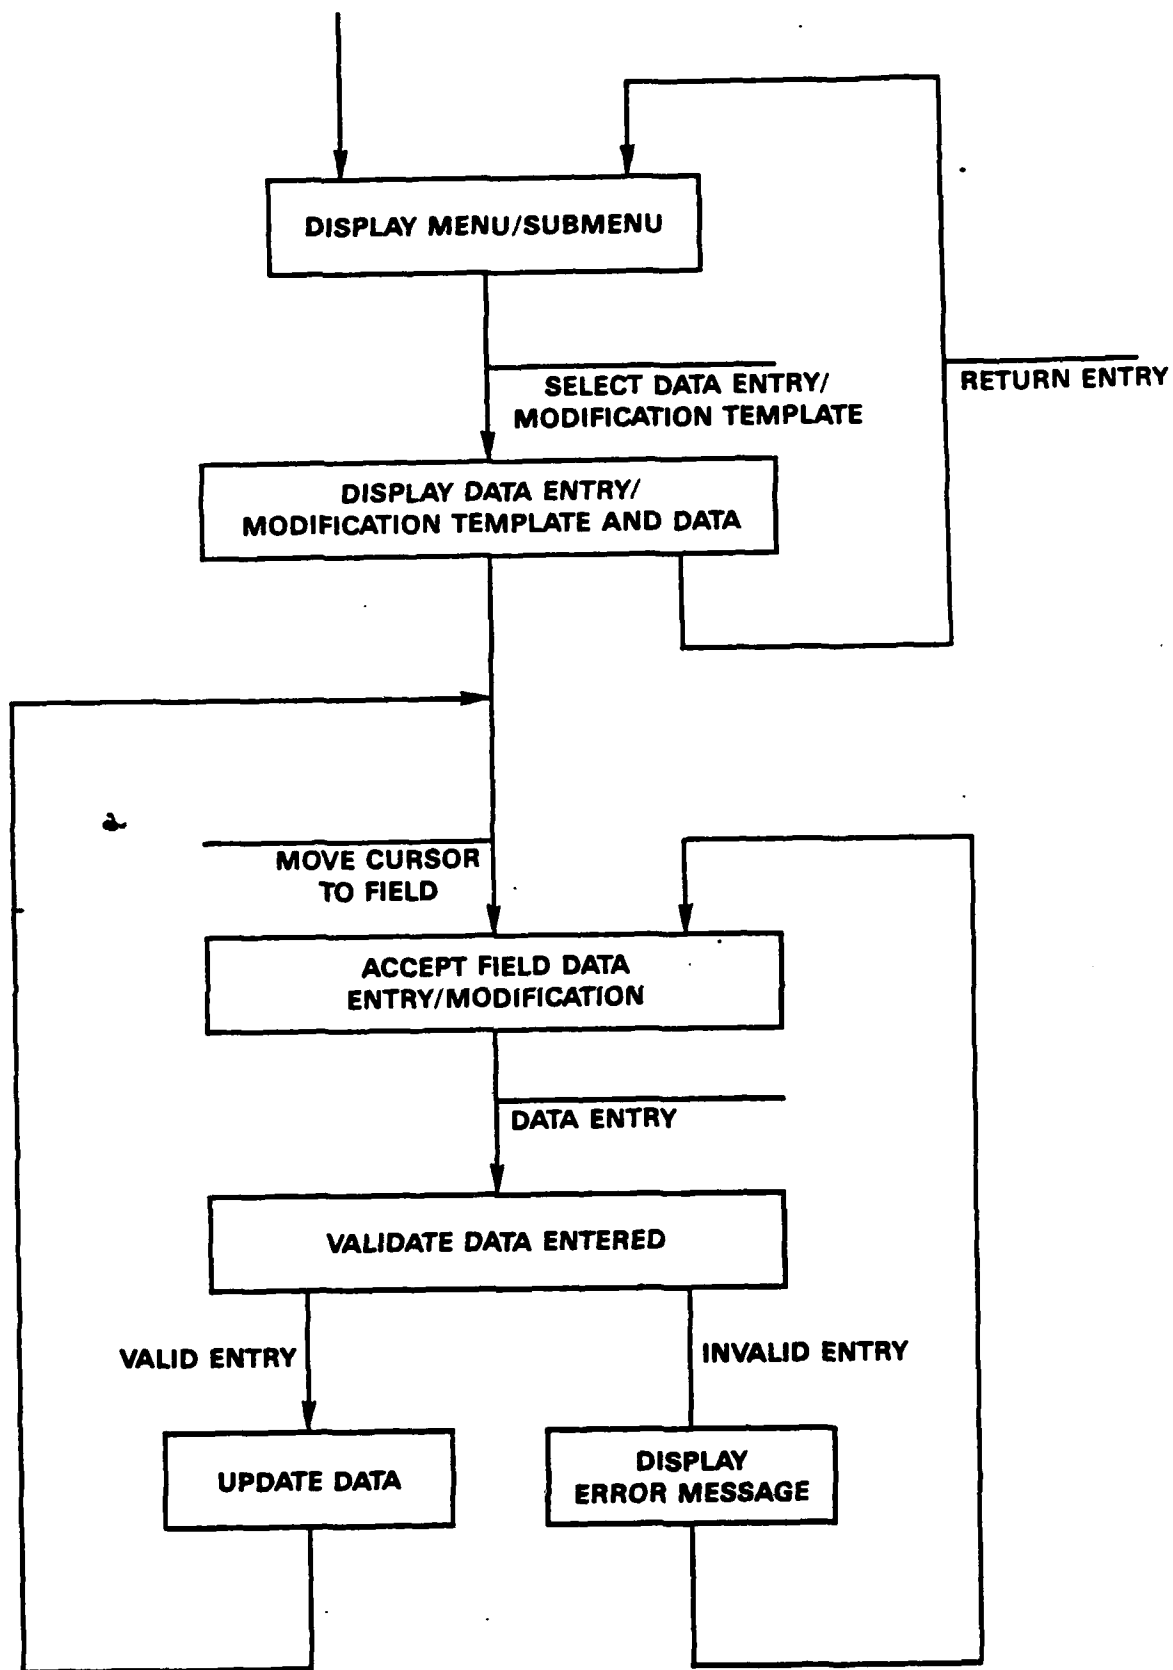 DISPLAY MENU/SUBMENU
SELECT DATA ENTRY/
MODIFICATION TEMPLATE
RETURN ENTRY
DISPLAY DATA ENTRY/
MODIFICATION TEMPLATE AND DATA
MOVE CURSOR
TO FIELD
ACCEPT FIELD DATA
ENTRY/MODIFICATION
DATA ENTRY
VALIDATE DATA ENTERED
VALID ENTRY
INVALID ENTRY
UPDATE DATA
DISPLAY
ERROR MESSAGE